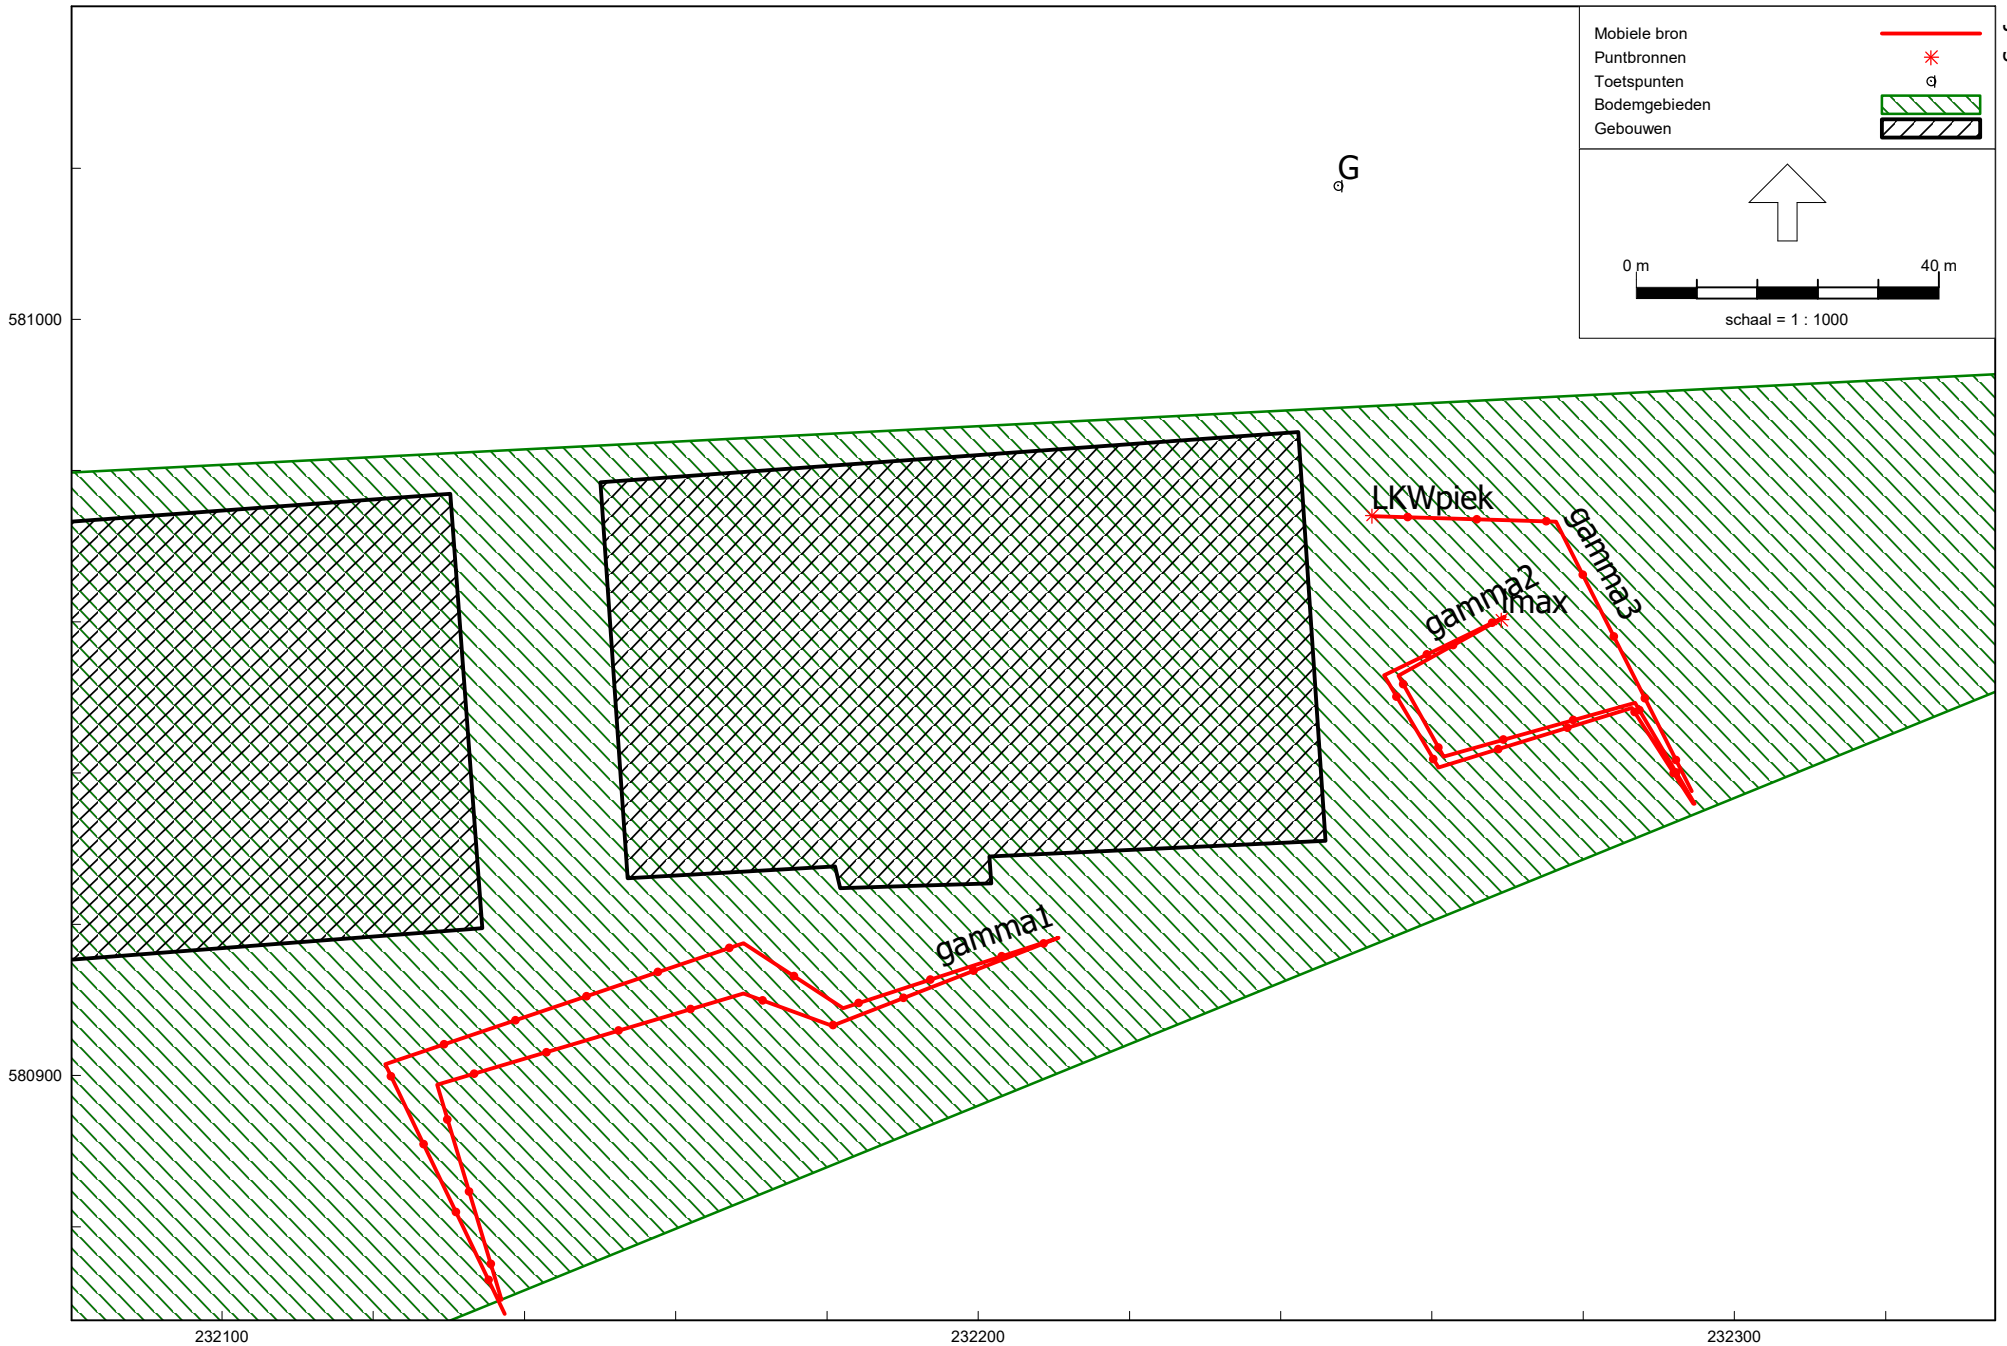 Mobiele bron
Puntbronnen
Toetspunten
Bodemgebieden
Gebouwen
0 m 40 m
schaal = 1 : 1000
G
581000
LKWpiek
gamma3
gamma2
lmax
gamma1
580900
232100 232200 232300